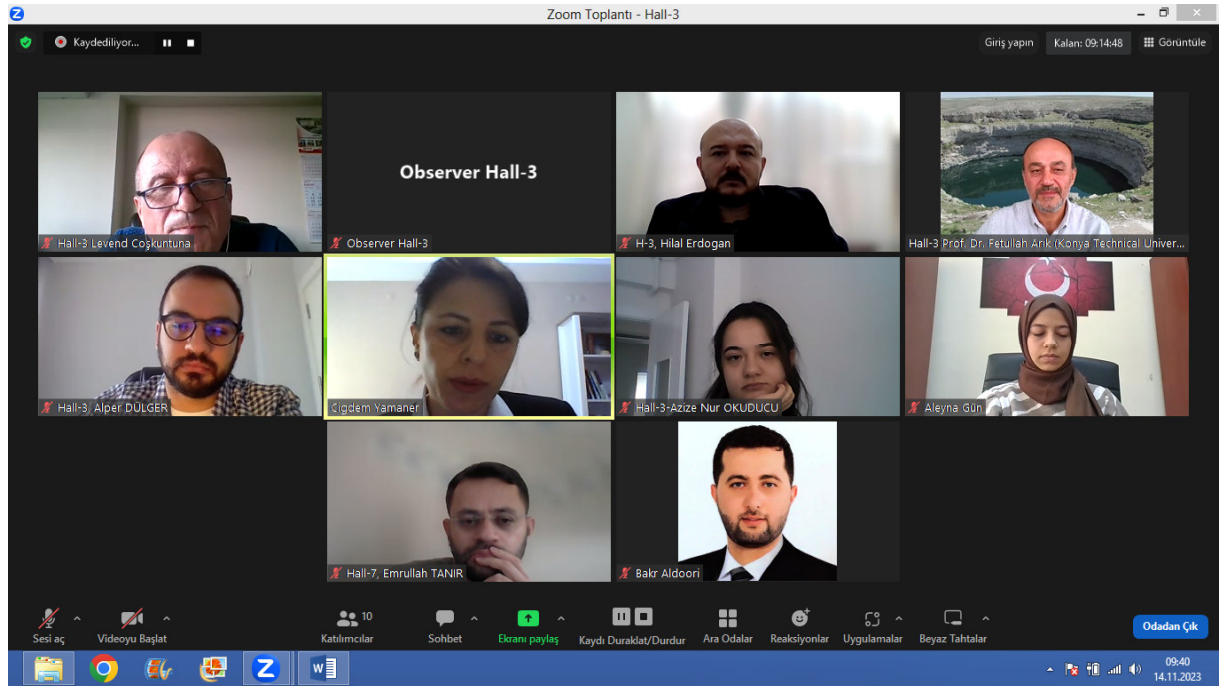 Zoom Toplantı - Hall-3
Kaydediliyor...
Giriş yapın
Kalan: 09:14:48
Görüntüle
Hall-3 Levend Coşkuntuna
Observer Hall-3
Observer Hall-3
H-3, Hilal Erdogan
Hall-3 Prof. Dr. Fetullah Arık (Konya Technical Univer...
Hall-3, Alper DÜLGER
Cigdem Yamaner
Hall-3-Azize Nur OKUDUCU
Aleyna Gün
Hall-7, Emrullah TANIR
Bakr Aldoori
Sesi aç
Videoyu Başlat
10
Katılımcılar
Sohbet
Ekranı paylaş
Kaydı Duraklat/Durdur
Ara Odalar
Reaksiyonlar
Uygulamalar
Beyaz Tahtalar
Odadan Çık
09:40
14.11.2023